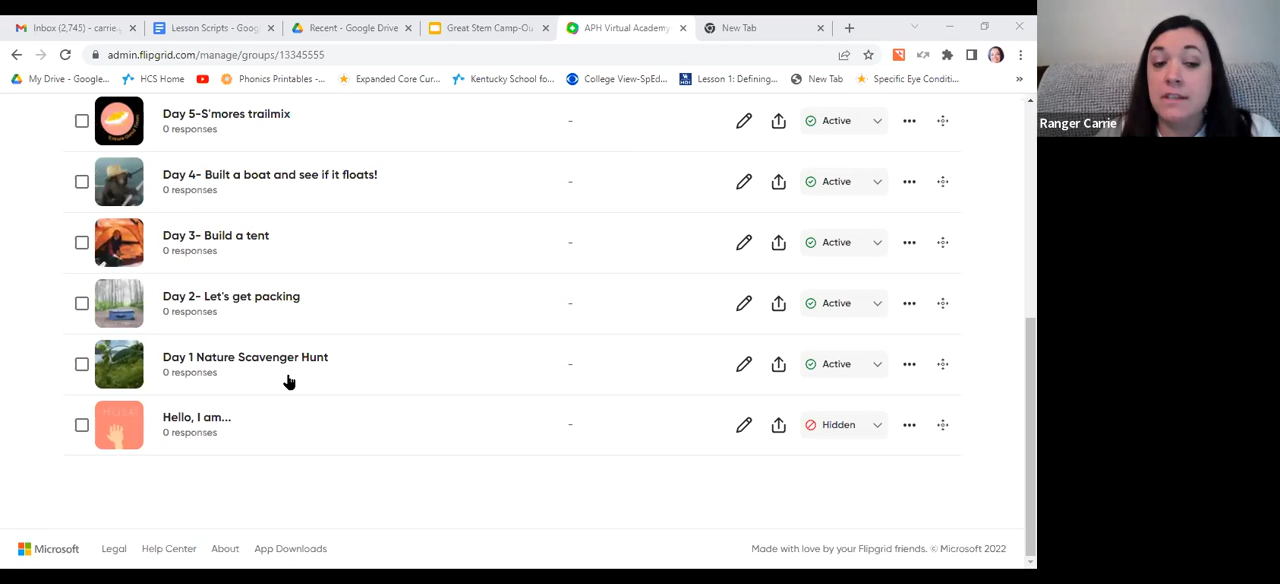 Inbox (2,745) - carrie.
Lesson Scripts - Goog
Recent - Google Drive
Great Stem Camp-Ou
APH Virtual Academy
New Tab
admin.flipgrid.com/manage/groups/13345555
My Drive - Google...
HCS Home
Phonics Printables -...
Expanded Core Cur...
Kentucky School fo...
College View-SpEd...
Lesson 1: Defining...
New Tab
Specific Eye Conditi...
»
Ranger Carrie
Day 5-S'mores trailmix
0 responses
-
Active
Day 4- Built a boat and see if it floats!
0 responses
-
Active
Day 3- Build a tent
0 responses
-
Active
Day 2- Let's get packing
0 responses
-
Active
Day 1 Nature Scavenger Hunt
0 responses
-
Active
Hello, I am...
0 responses
-
Hidden
Microsoft
Legal
Help Center
About
App Downloads
Made with love by your Flipgrid friends. © Microsoft 2022